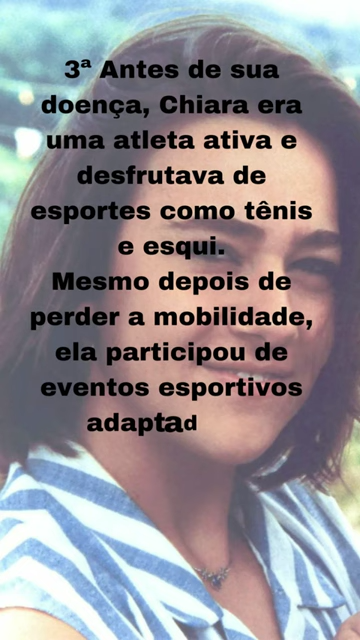 3ª Antes de sua
doença, Chiara era
uma atleta ativa e
desfrutava de
esportes como tênis
e esqui.
Mesmo depois de
perder a mobilidade,
ela participou de
eventos esportivos
adaptad